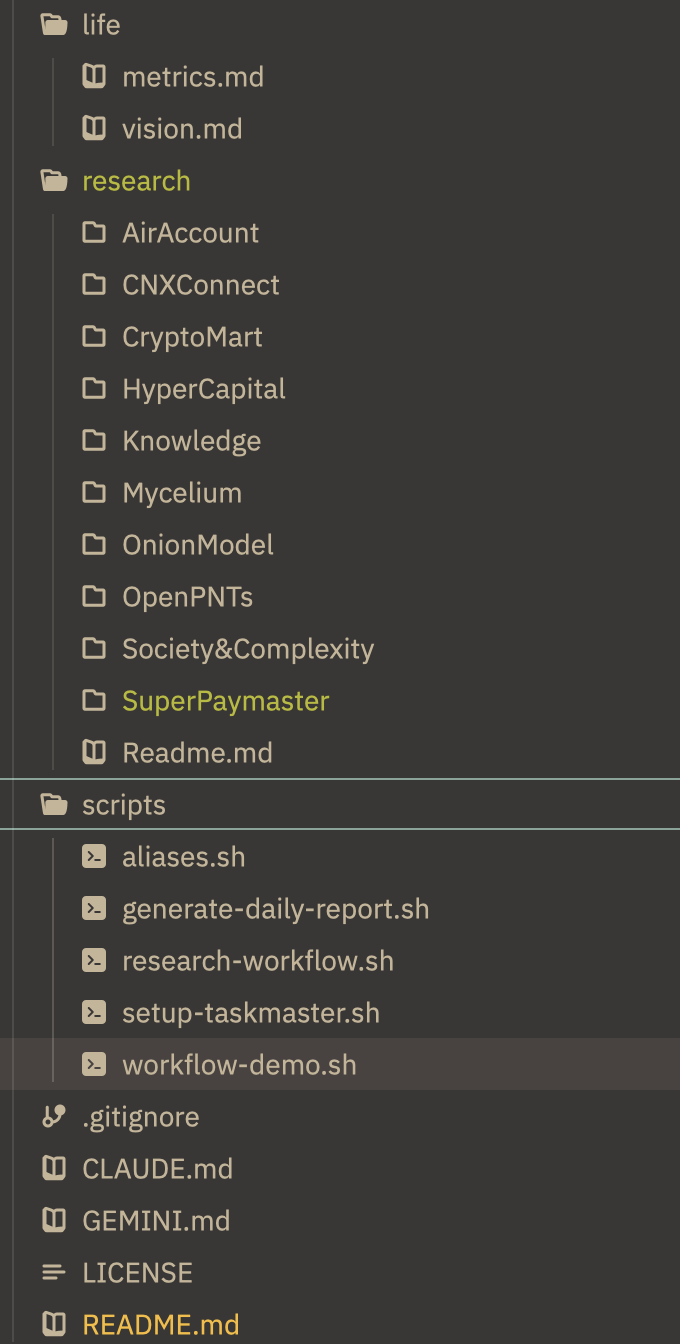 life
metrics.md
vision.md
research
AirAccount
CNXConnect
CryptoMart
HyperCapital
Knowledge
Mycelium
OnionModel
OpenPNTs
Society&Complexity
SuperPaymaster
Readme.md
scripts
aliases.sh
generate-daily-report.sh
research-workflow.sh
setup-taskmaster.sh
workflow-demo.sh
.gitignore
CLAUDE.md
GEMINI.md
LICENSE
README.md